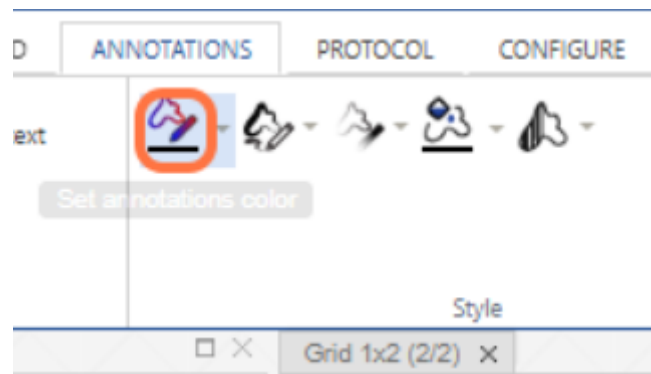 D ANNOTATIONS PROTOCOL CONFIGURE
ext
Set annotations color
Style
Grid 1x2 (2/2)